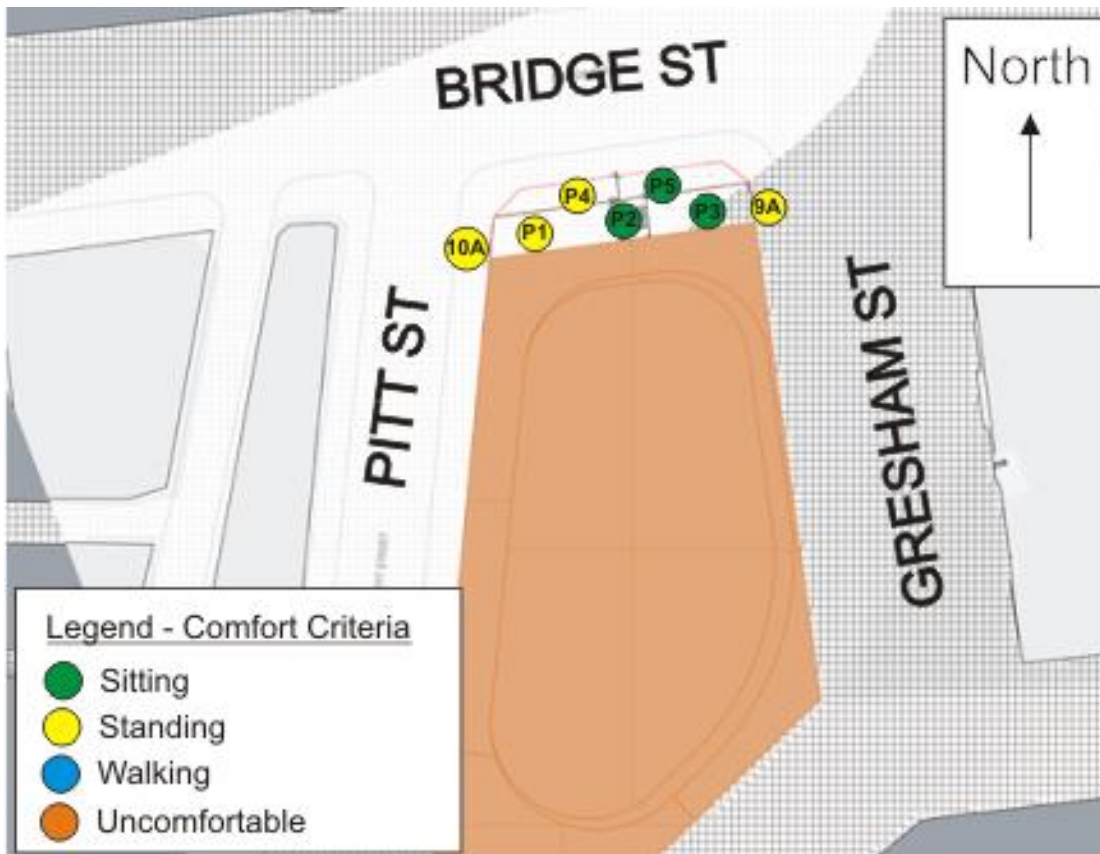 BRIDGE ST
North
P4
P5
P1
P2
P3
9A
10A
PITT ST
GRESHAM ST
Legend - Comfort Criteria
Sitting
Standing
Walking
Uncomfortable